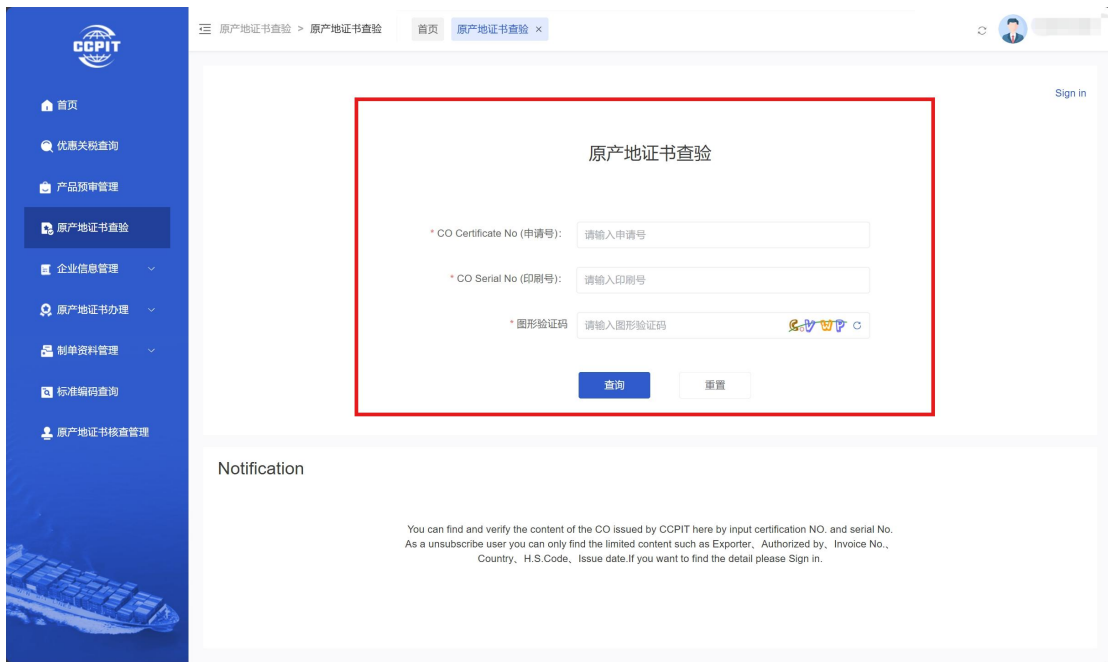 CCPIT
原产地证书查验 > 原产地证书查验
首页
原产地证书查验 ×
首页
优惠关税查询
产品预审管理
原产地证书查验
企业信息管理
原产地证书办理
制单资料管理
标准编码查询
原产地证书核查管理
Sign in
原产地证书查验
* CO Certificate No (申请号):
请输入申请号
* CO Serial No (印刷号):
请输入印刷号
* 图形验证码
请输入图形验证码
查询
重置
Notification
You can find and verify the content of the CO issued by CCPIT here by input certification NO. and serial No.
As a unsubscribe user you can only find the limited content such as Exporter、Authorized by、Invoice No.、
Country、H.S.Code、Issue date.If you want to find the detail please Sign in.